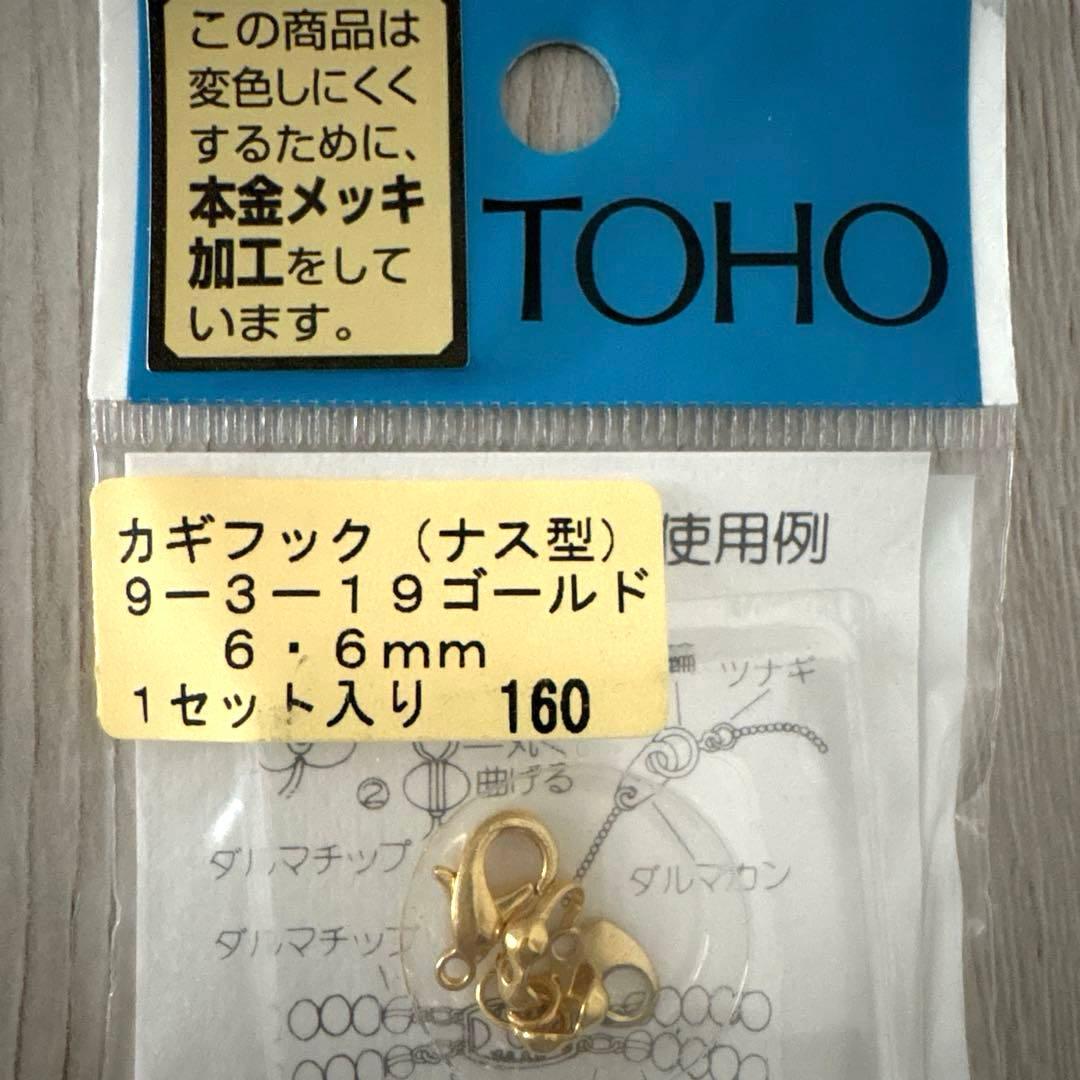 この商品は
変色しにくく
するために、
本金メッキ
加工をして
います。
TOHO
カギフック（ナス型）
９－３－１９ゴールド
６・６mm
１セット入り 160
使用例
ツナギ
②
曲げる
ダルマチップ
ダルマカン
ダルマチップ